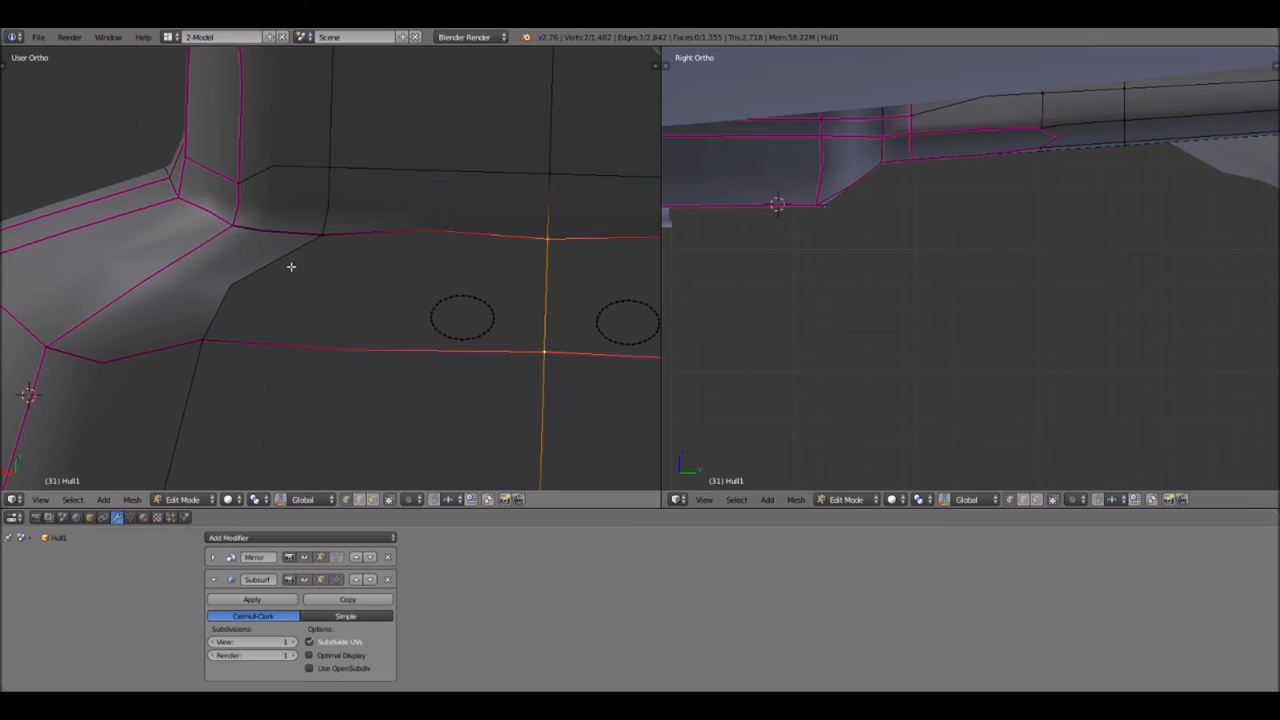 File Render Window Help 2-Model Scene Blender Render v2.76 | Verts:2/1,482 | Edges:1/2,842 | Faces:0/1,355 | Tris:2,718 | Mem:58.22M | Hull1
User Ortho
Right Ortho
(31) Hull1
(31) Hull1
View Select Add Mesh Edit Mode Global
View Select Add Mesh Edit Mode Global
Hull1
Add Modifier
Mirror
Subsurf
Apply Copy
Catmull-Clark Simple
Subdivisions: Options:
View: 1 Subdivide UVs
Render: 1 Optimal Display
Use OpenSubdiv